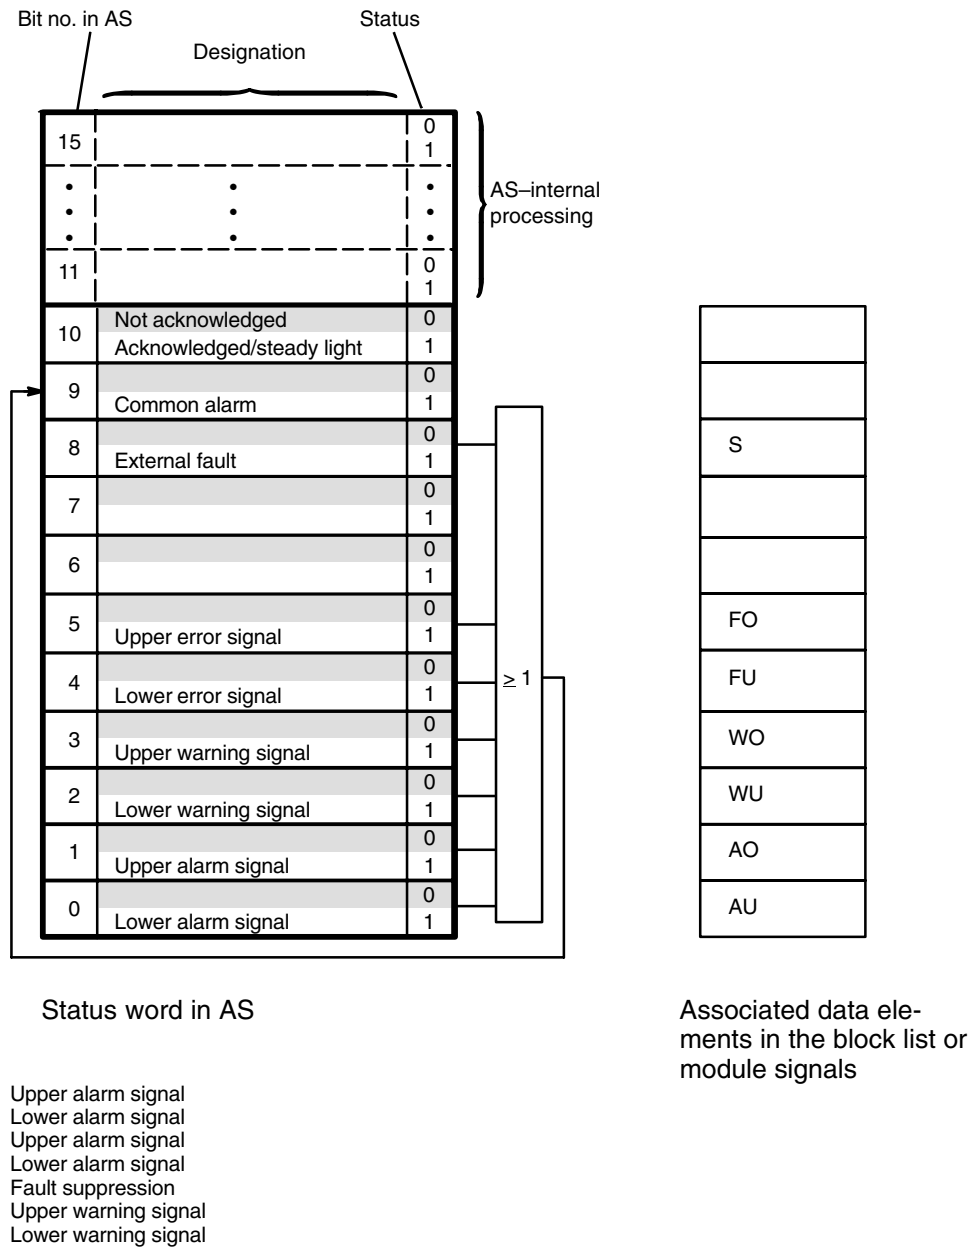 Bit no. in AS
Status
Designation
15
0
1
AS–internal
processing
11
0
1
10
Not acknowledged
0
Acknowledged/steady light
1
9
0
Common alarm
1
8
0
External fault
1
S
7
0
1
6
0
1
5
0
Upper error signal
1
FO
4
0
Lower error signal
1
≥ 1
FU
3
0
Upper warning signal
1
WO
2
0
Lower warning signal
1
WU
1
0
Upper alarm signal
1
AO
0
0
Lower alarm signal
1
AU
Status word in AS
Associated data ele-
ments in the block list or
module signals
Upper alarm signal
Lower alarm signal
Upper alarm signal
Lower alarm signal
Fault suppression
Upper warning signal
Lower warning signal